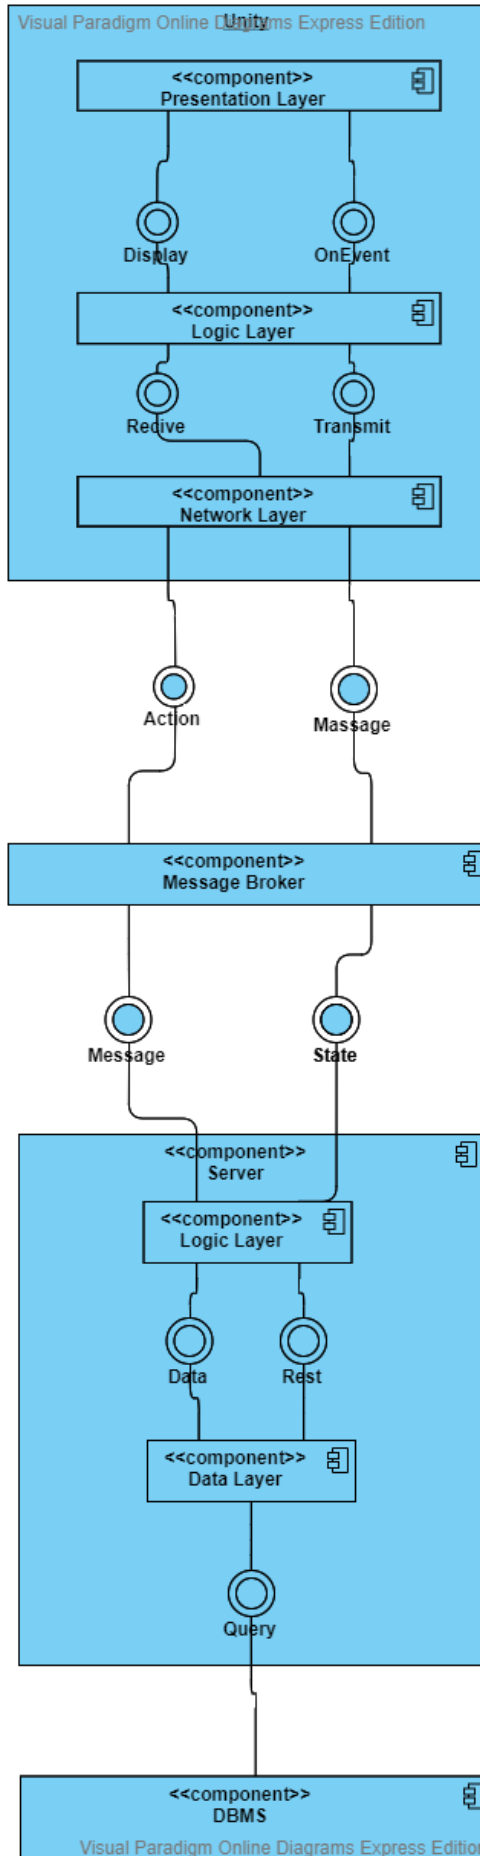 Visual Paradigm Online Diagrams Express Edition
Unity
<<component>>
Presentation Layer
Display
OnEvent
<<component>>
Logic Layer
Recive
Transmit
<<component>>
Network Layer
Action
Massage
<<component>>
Message Broker
Message
State
<<component>>
Server
<<component>>
Logic Layer
Data
Rest
<<component>>
Data Layer
Query
<<component>>
DBMS
Visual Paradigm Online Diagrams Express Edition